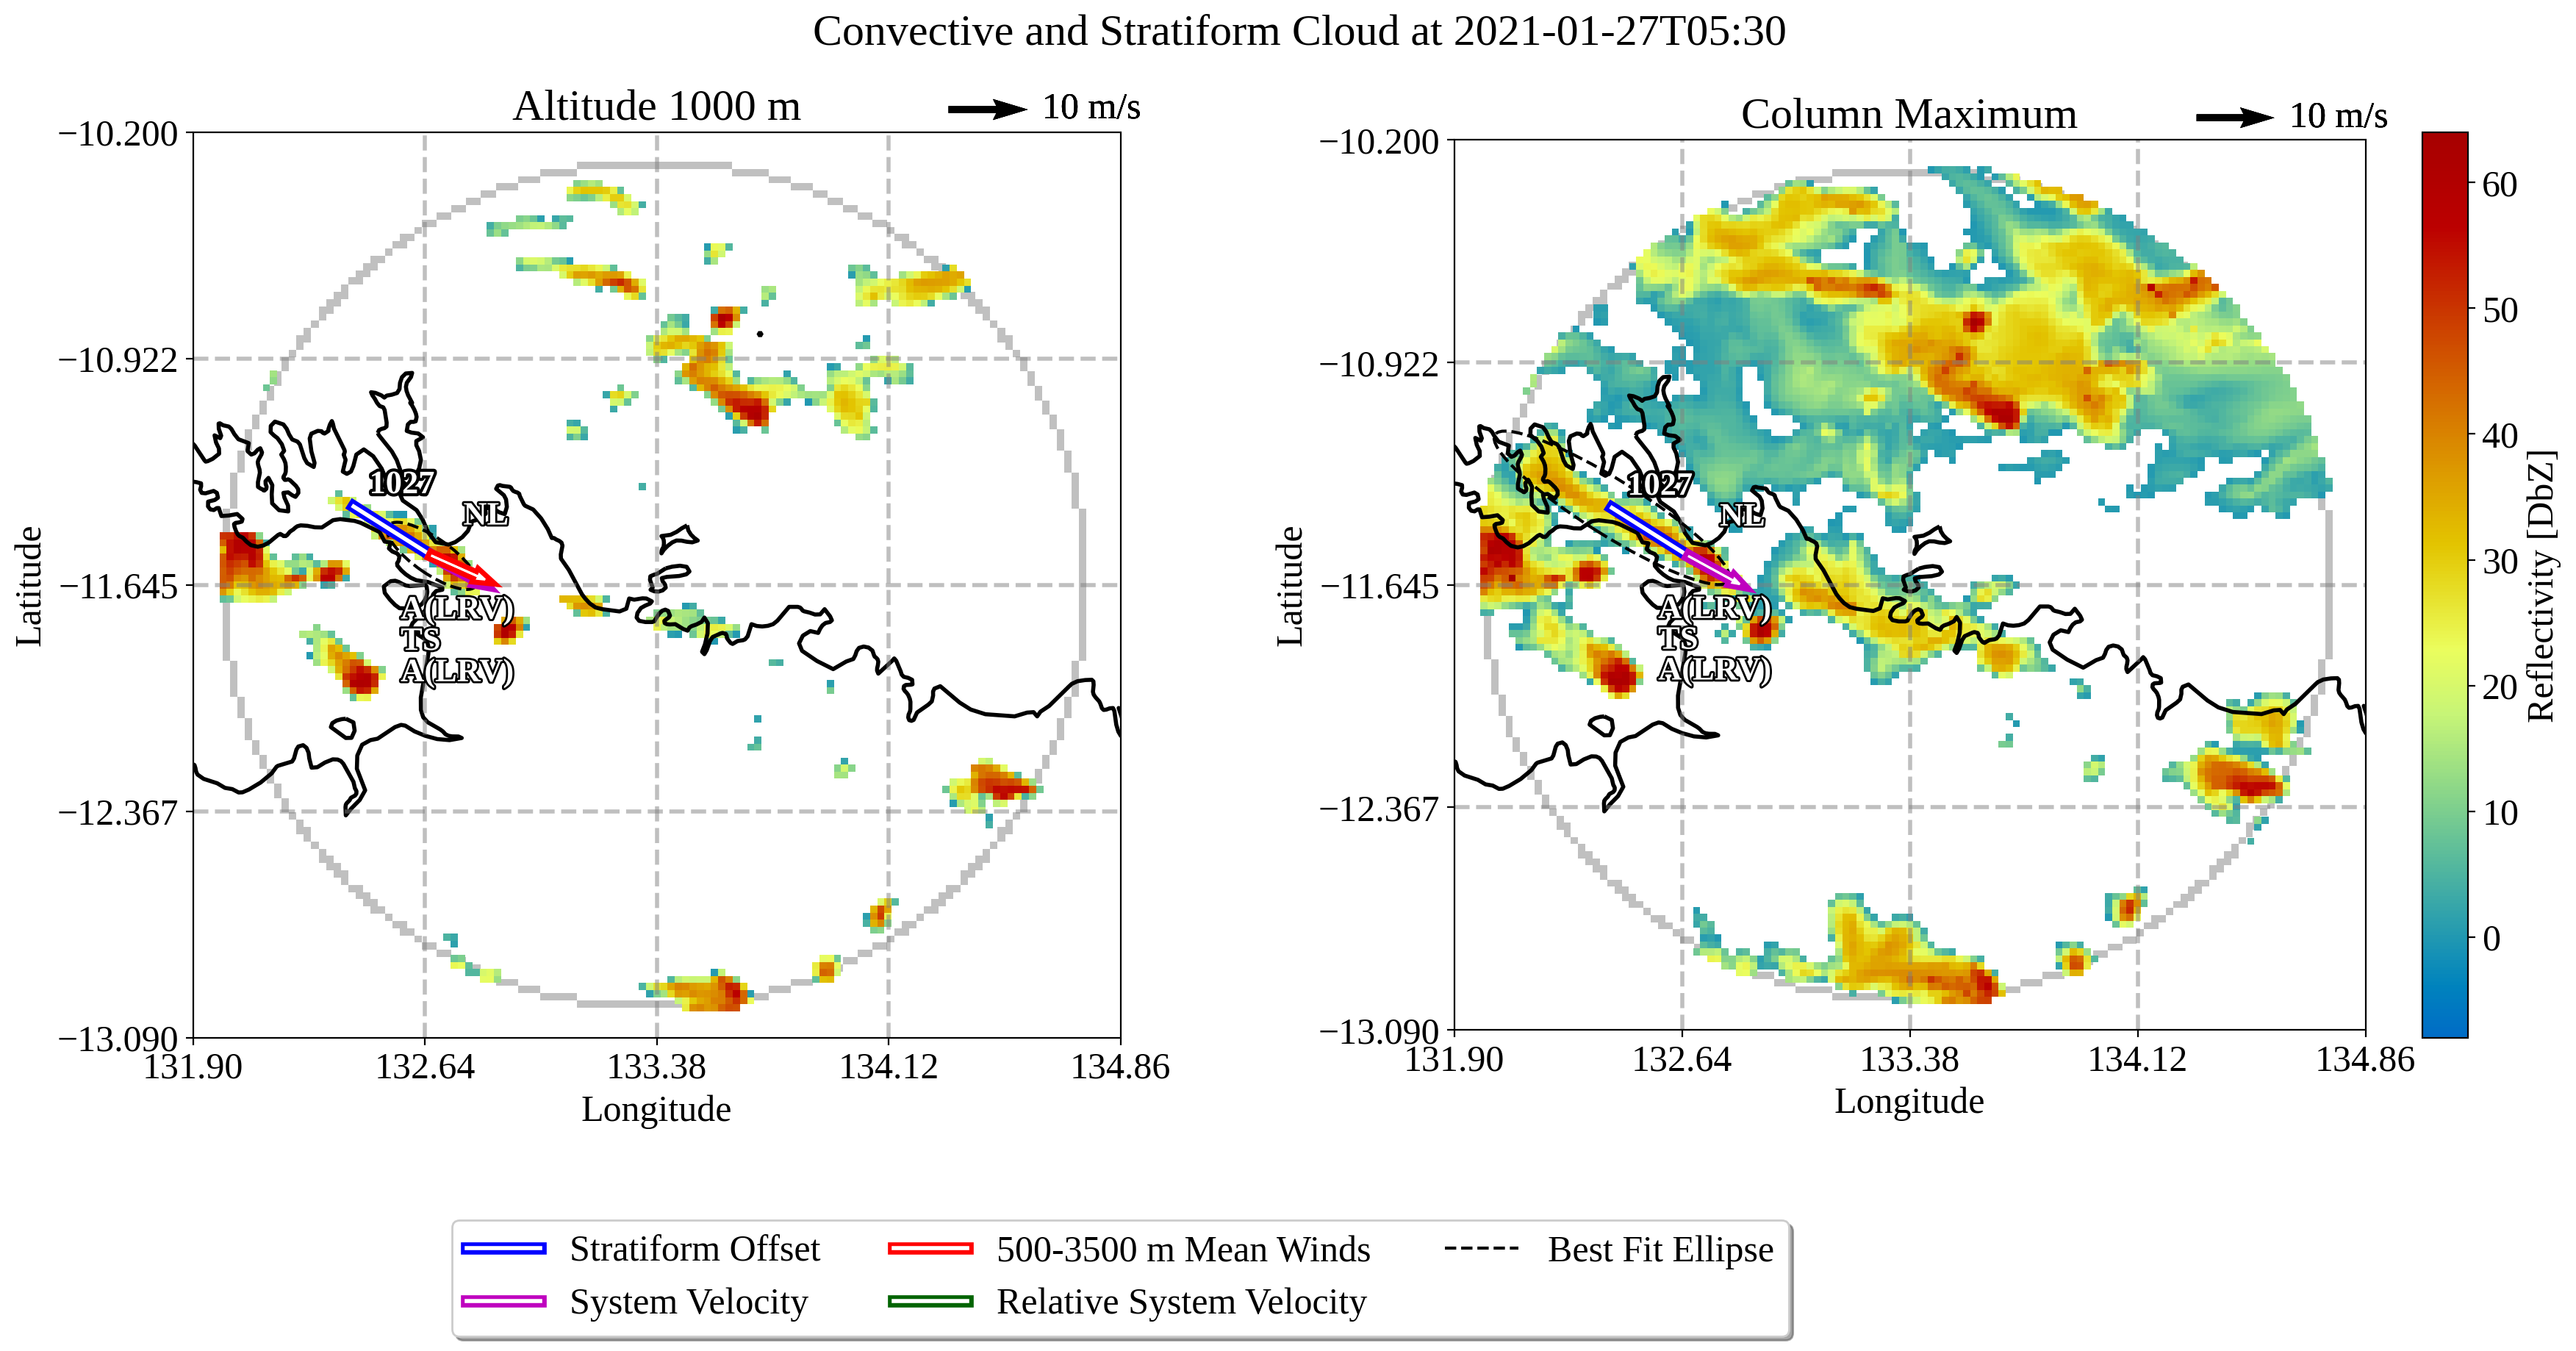 Convective and Stratiform Cloud at 2021-01-27T05:30
Altitude 1000 m
10 m/s
−10.200
−10.922
−11.645
−12.367
−13.090
131.90
132.64
133.38
134.12
134.86
Latitude
Longitude
1027
NL
A(LRV)
TS
A(LRV)
Column Maximum
10 m/s
−10.200
−10.922
−11.645
−12.367
−13.090
131.90
132.64
133.38
134.12
134.86
Latitude
Longitude
1027
NL
A(LRV)
TS
A(LRV)
60
50
40
30
20
10
0
Reflectivity [DbZ]
Stratiform Offset
500-3500 m Mean Winds
Best Fit Ellipse
System Velocity
Relative System Velocity